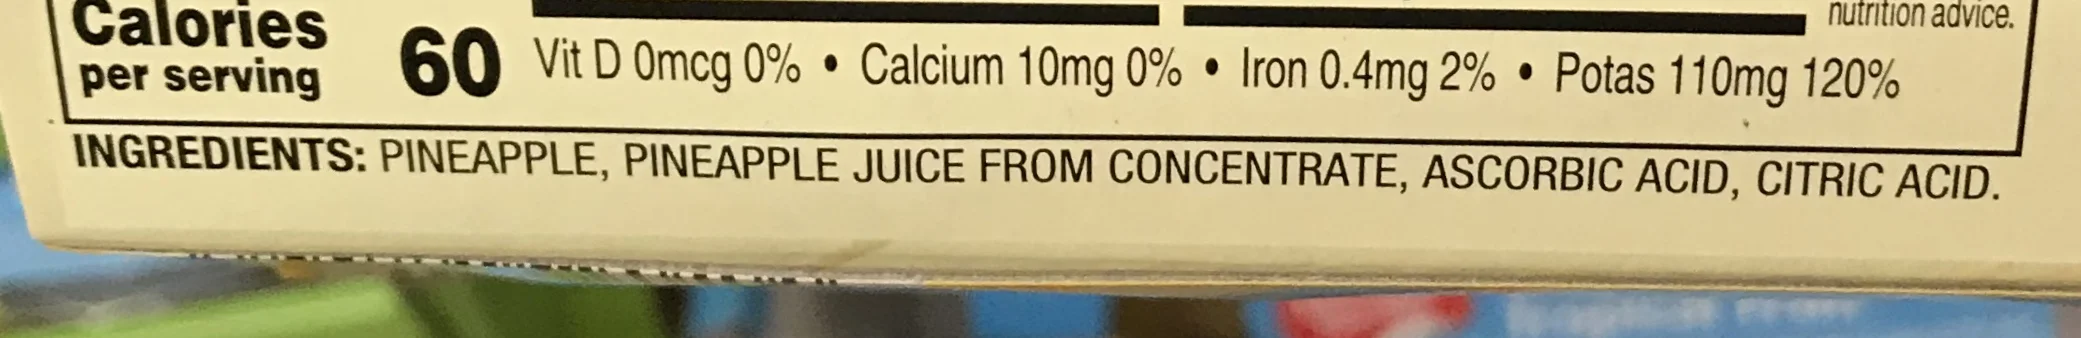 nutrition advice.
Calories
per serving
60
Vit D 0mcg 0% • Calcium 10mg 0% • Iron 0.4mg 2% • Potas 110mg 120%
INGREDIENTS: PINEAPPLE, PINEAPPLE JUICE FROM CONCENTRATE, ASCORBIC ACID, CITRIC ACID.